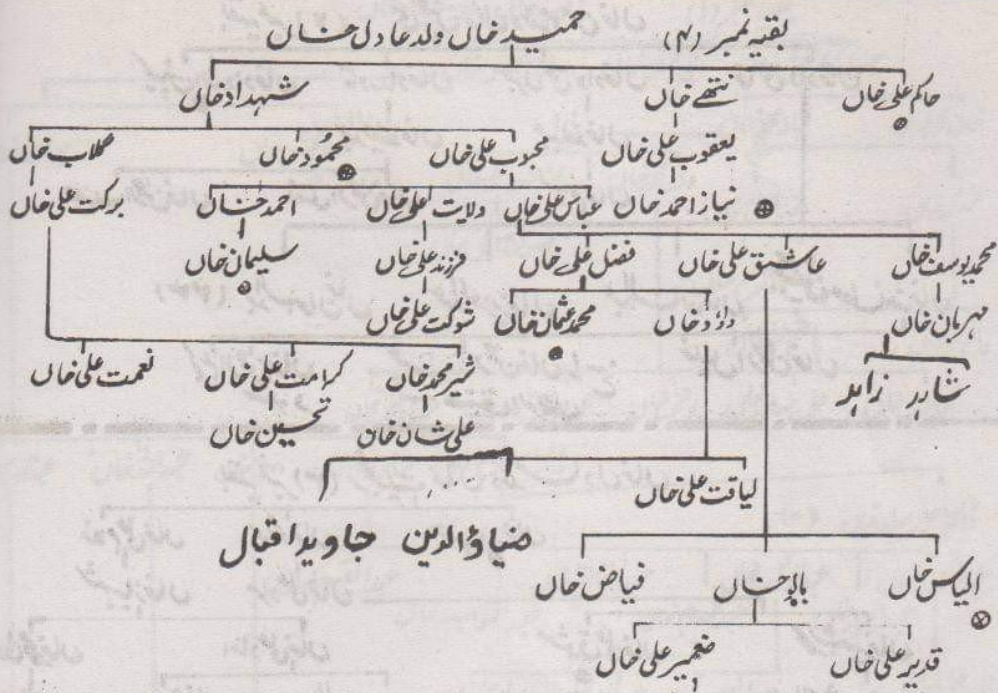 بقیہ نمبر (۴) حمید خاں ولد عادل خاں
حاکم علی خاں ننھے خاں شہداد خاں
یعقوب علی خاں محبوب علی خاں محمود خاں گلاب خاں
نیاز احمد خاں عباس علی خاں ولایت علی خاں احمد خاں برکت علی خاں
محمد یوسف خاں عاشق علی خاں فضل علی خاں فرزند علی خاں سلیمان خاں
مہربان خاں داؤد خاں محمد عثمان خاں شوکت علی خاں
شاہد زاہد شیر محمد خاں کرامت علی خاں نعمت علی خاں
علی شان خان تحسین خاں
لیاقت علی خاں
ضیاؤالدین جاوید اقبال
الیاس خاں بابو خاں فیاض خاں
قدیر علی خاں ضمیر علی خاں